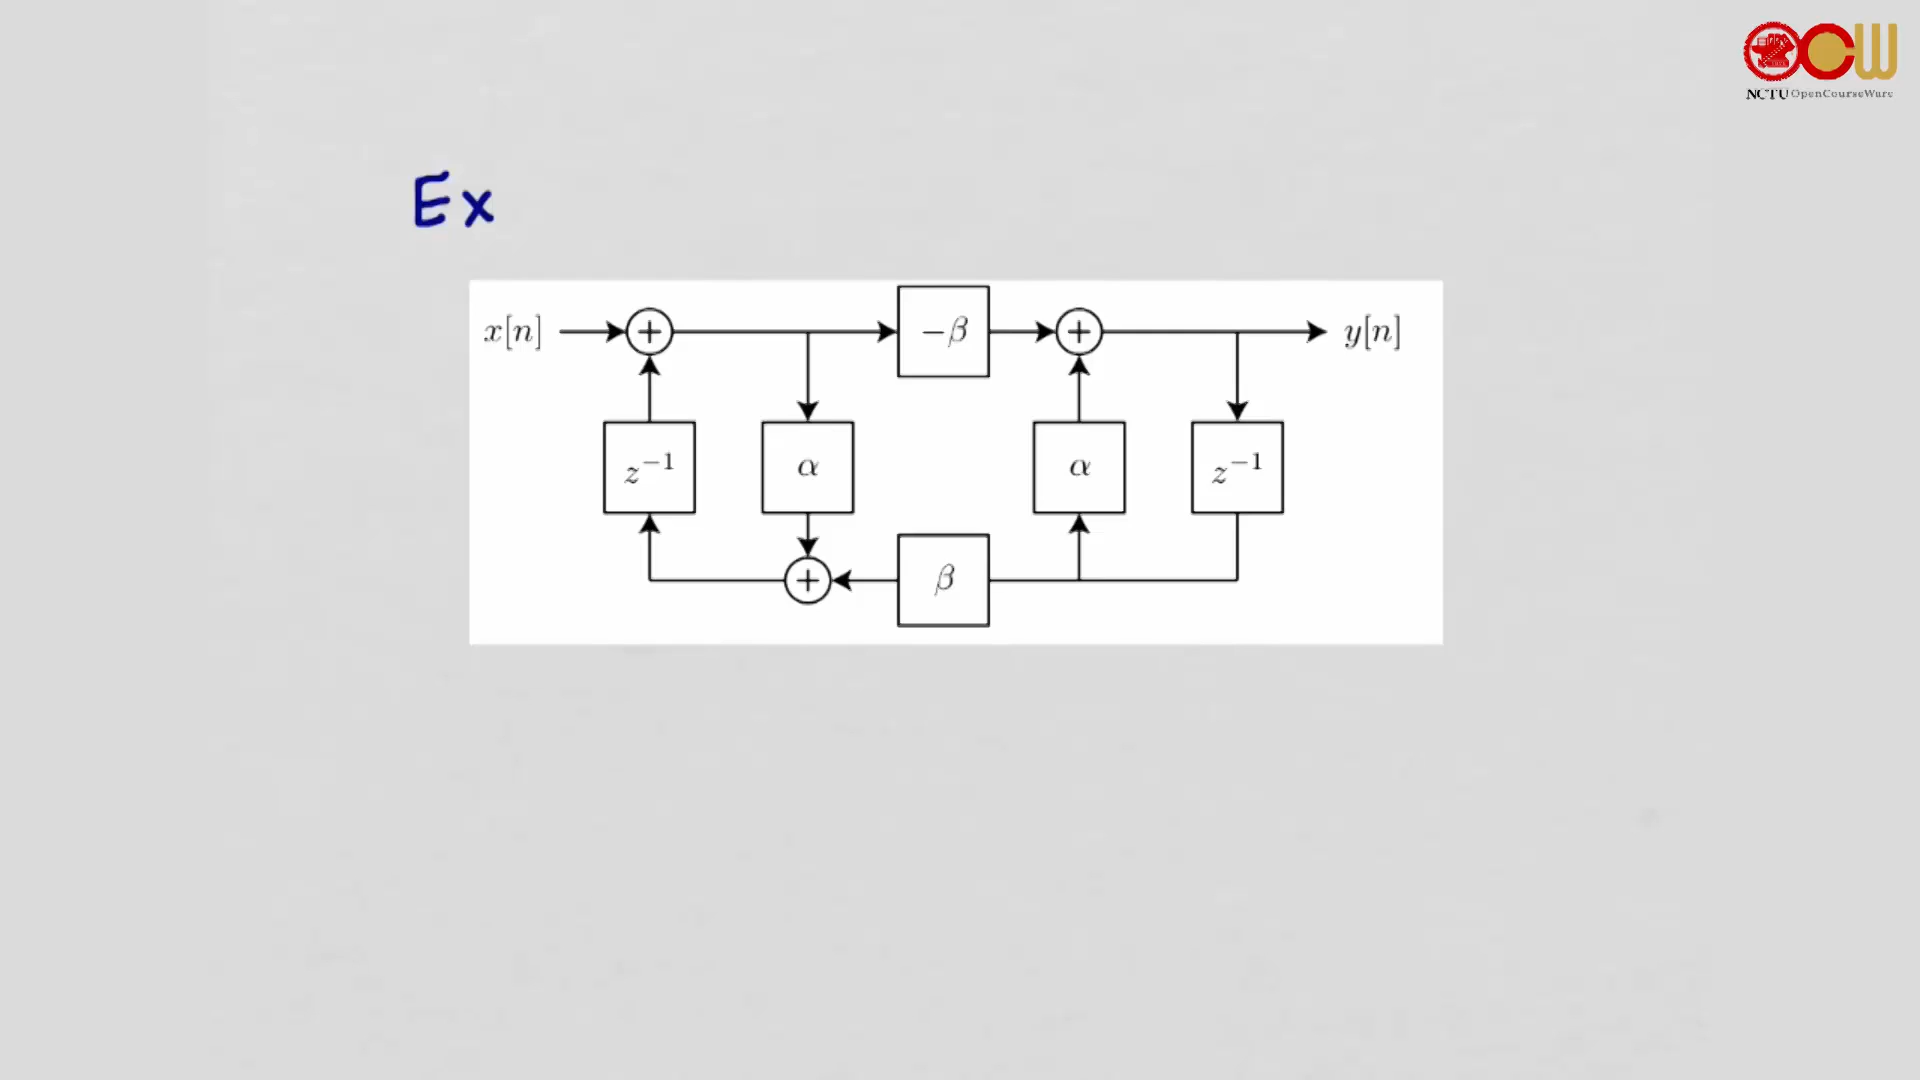 NCTU OpenCourseWare
Ex
x[n] + −β + y[n]
z⁻¹ α α z⁻¹
+ β